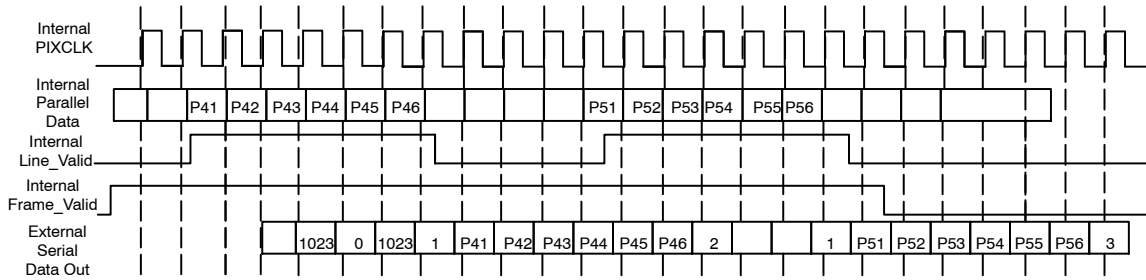 Internal
PIXCLK
Internal
Parallel
Data
P41 P42 P43 P44 P45 P46 P51 P52 P53 P54 P55 P56
Internal
Line_Valid
Internal
Frame_Valid
External
Serial
Data Out
1023 0 1023 1 P41 P42 P43 P44 P45 P46 2 1 P51 P52 P53 P54 P55 P56 3